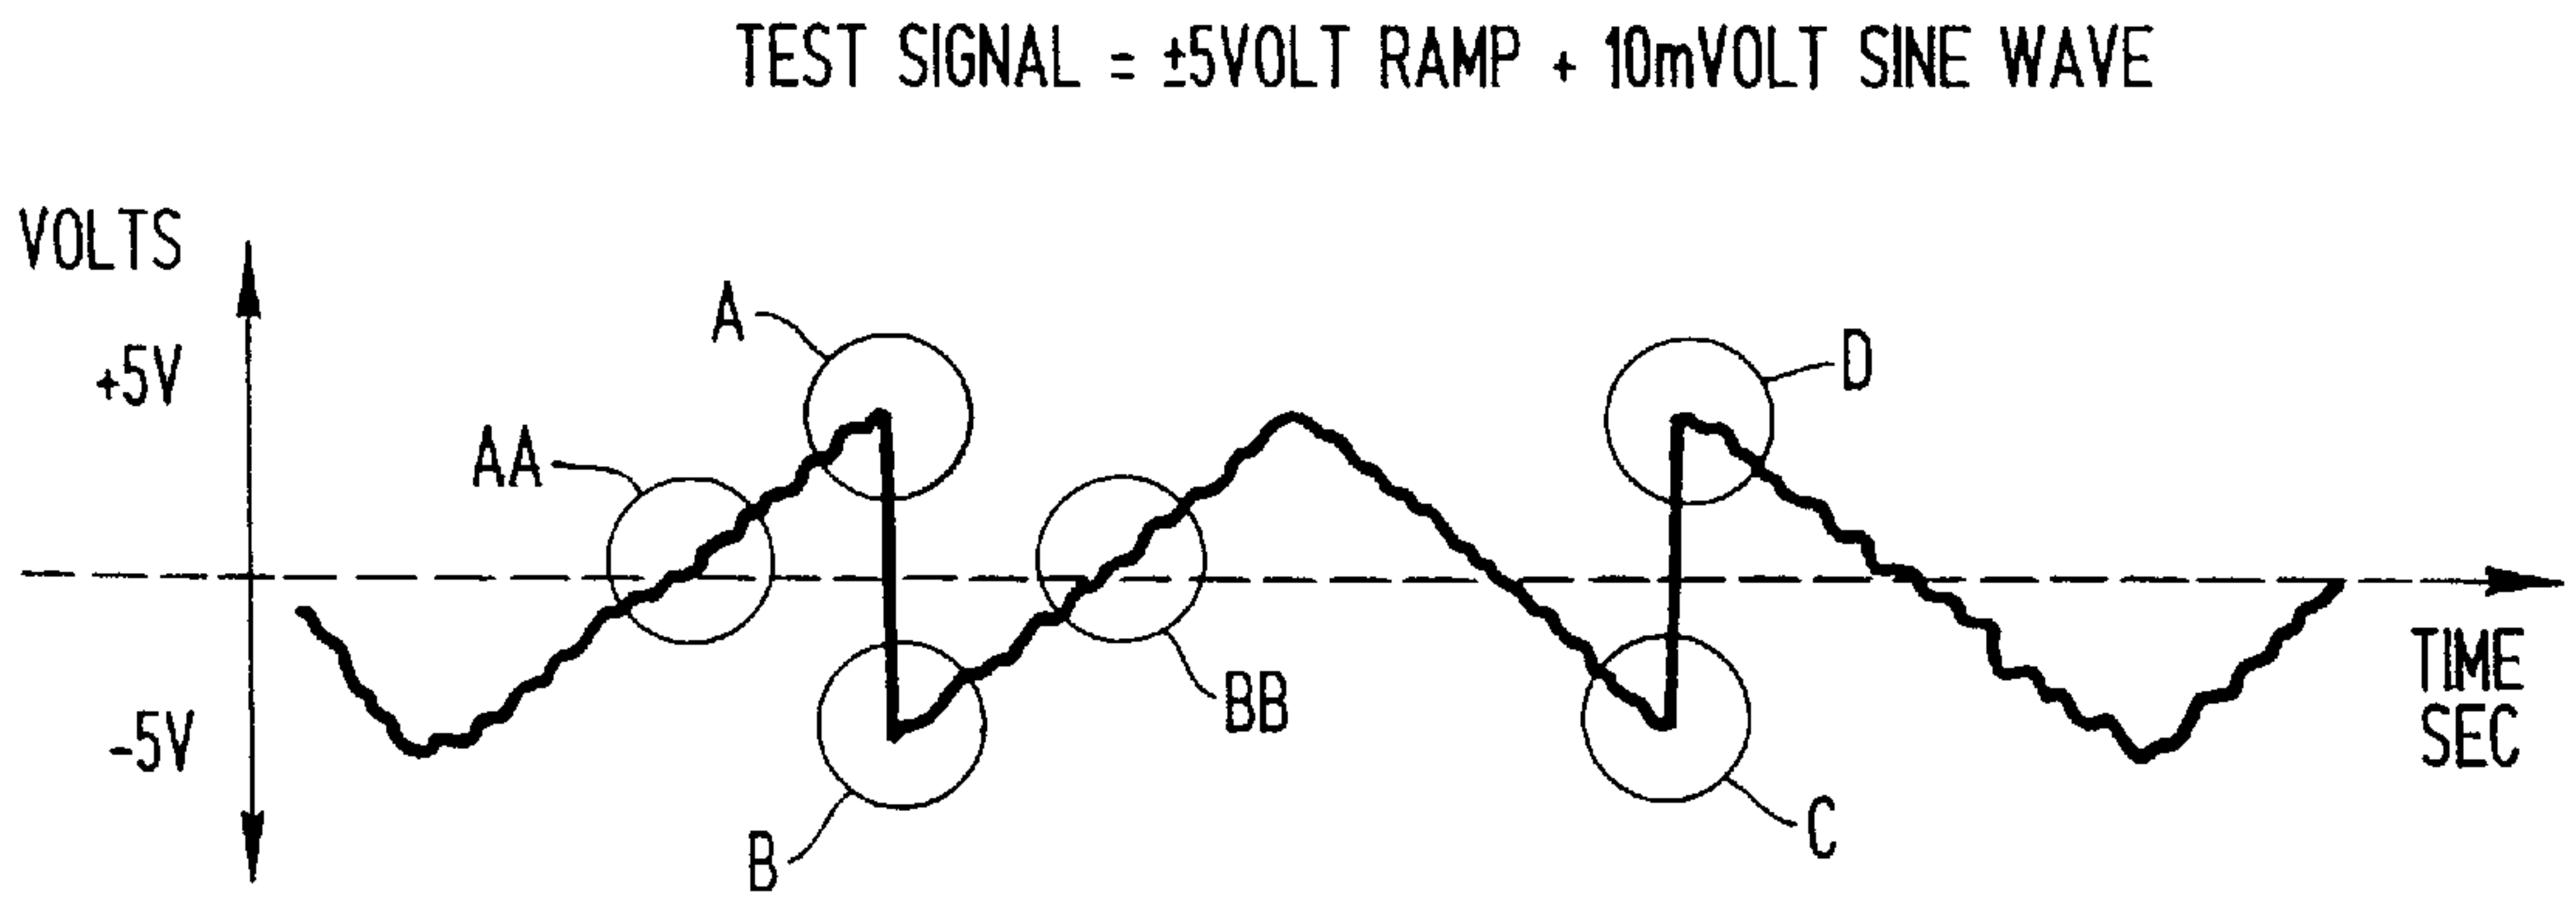 TEST SIGNAL = ±5VOLT RAMP + 10mVOLT SINE WAVE
VOLTS
+5V
-5V
A
AA
B
BB
C
D
TIME
SEC